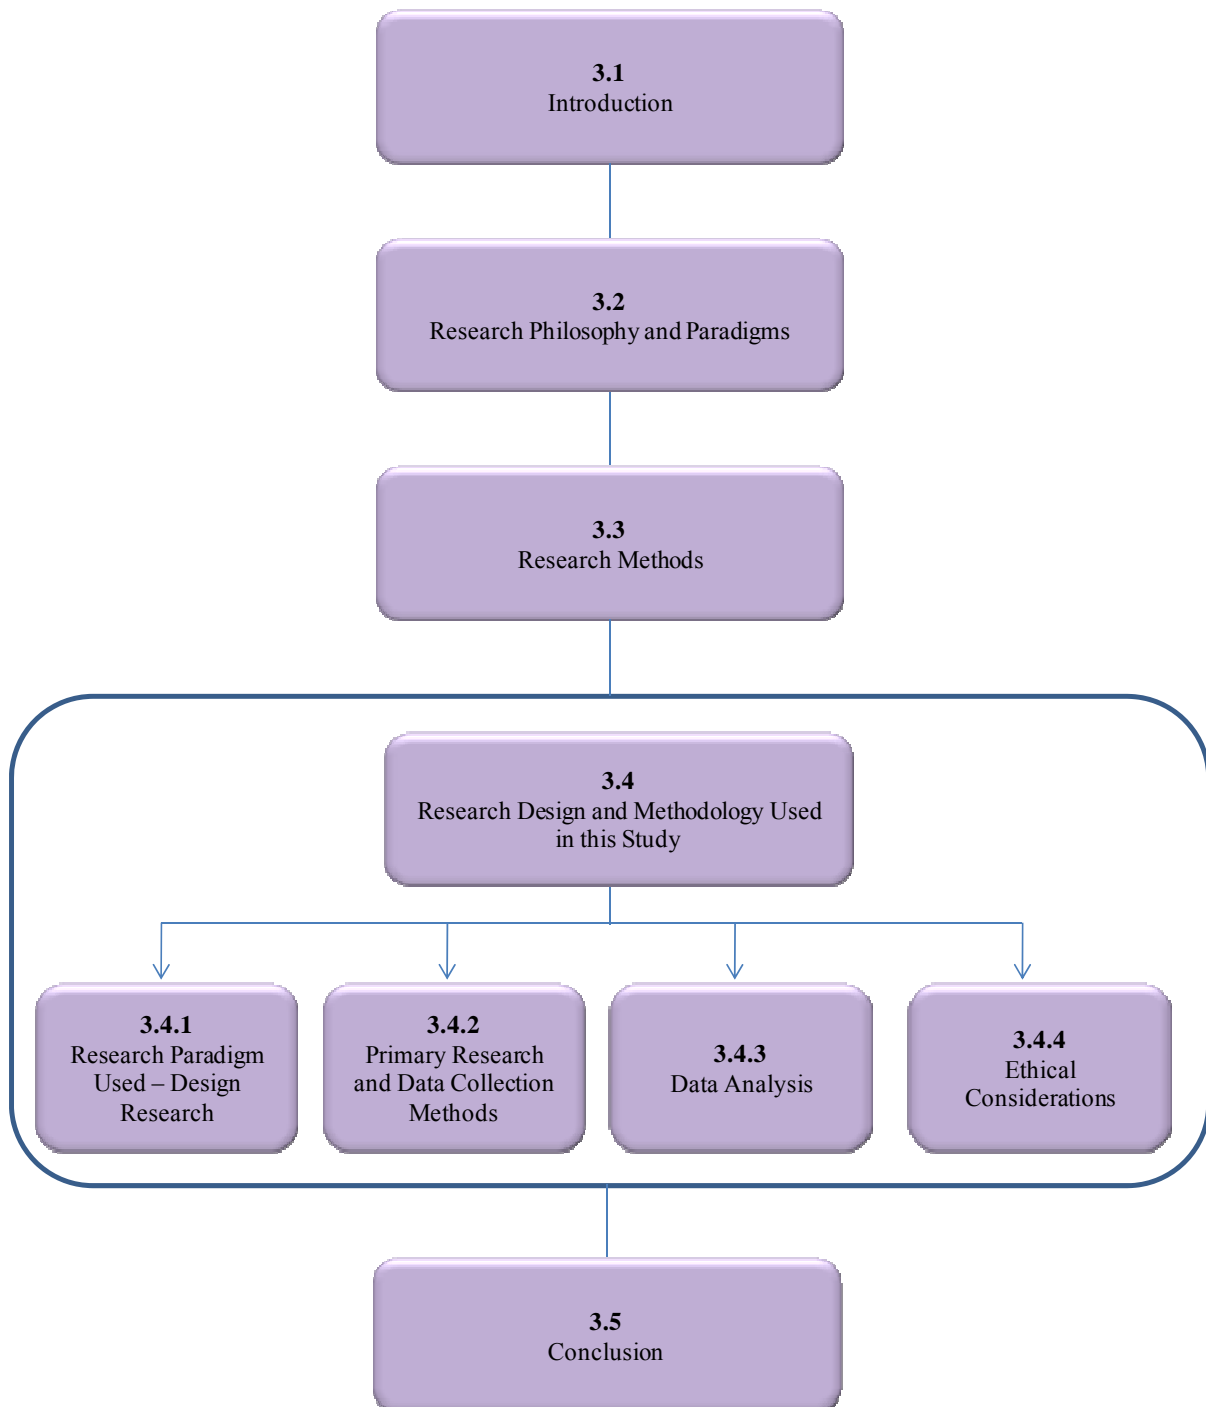 3.1
Introduction
3.2
Research Philosophy and Paradigms
3.3
Research Methods
3.4
Research Design and Methodology Used
in this Study
3.4.1
Research Paradigm
Used – Design
Research
3.4.2
Primary Research
and Data Collection
Methods
3.4.3
Data Analysis
3.4.4
Ethical
Considerations
3.5
Conclusion